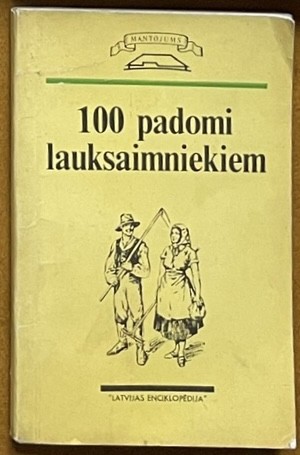 MANTOJUMS
100 padomi
lauksaimniekiem
"LATVIJAS ENCIKLOPĒDIJA"